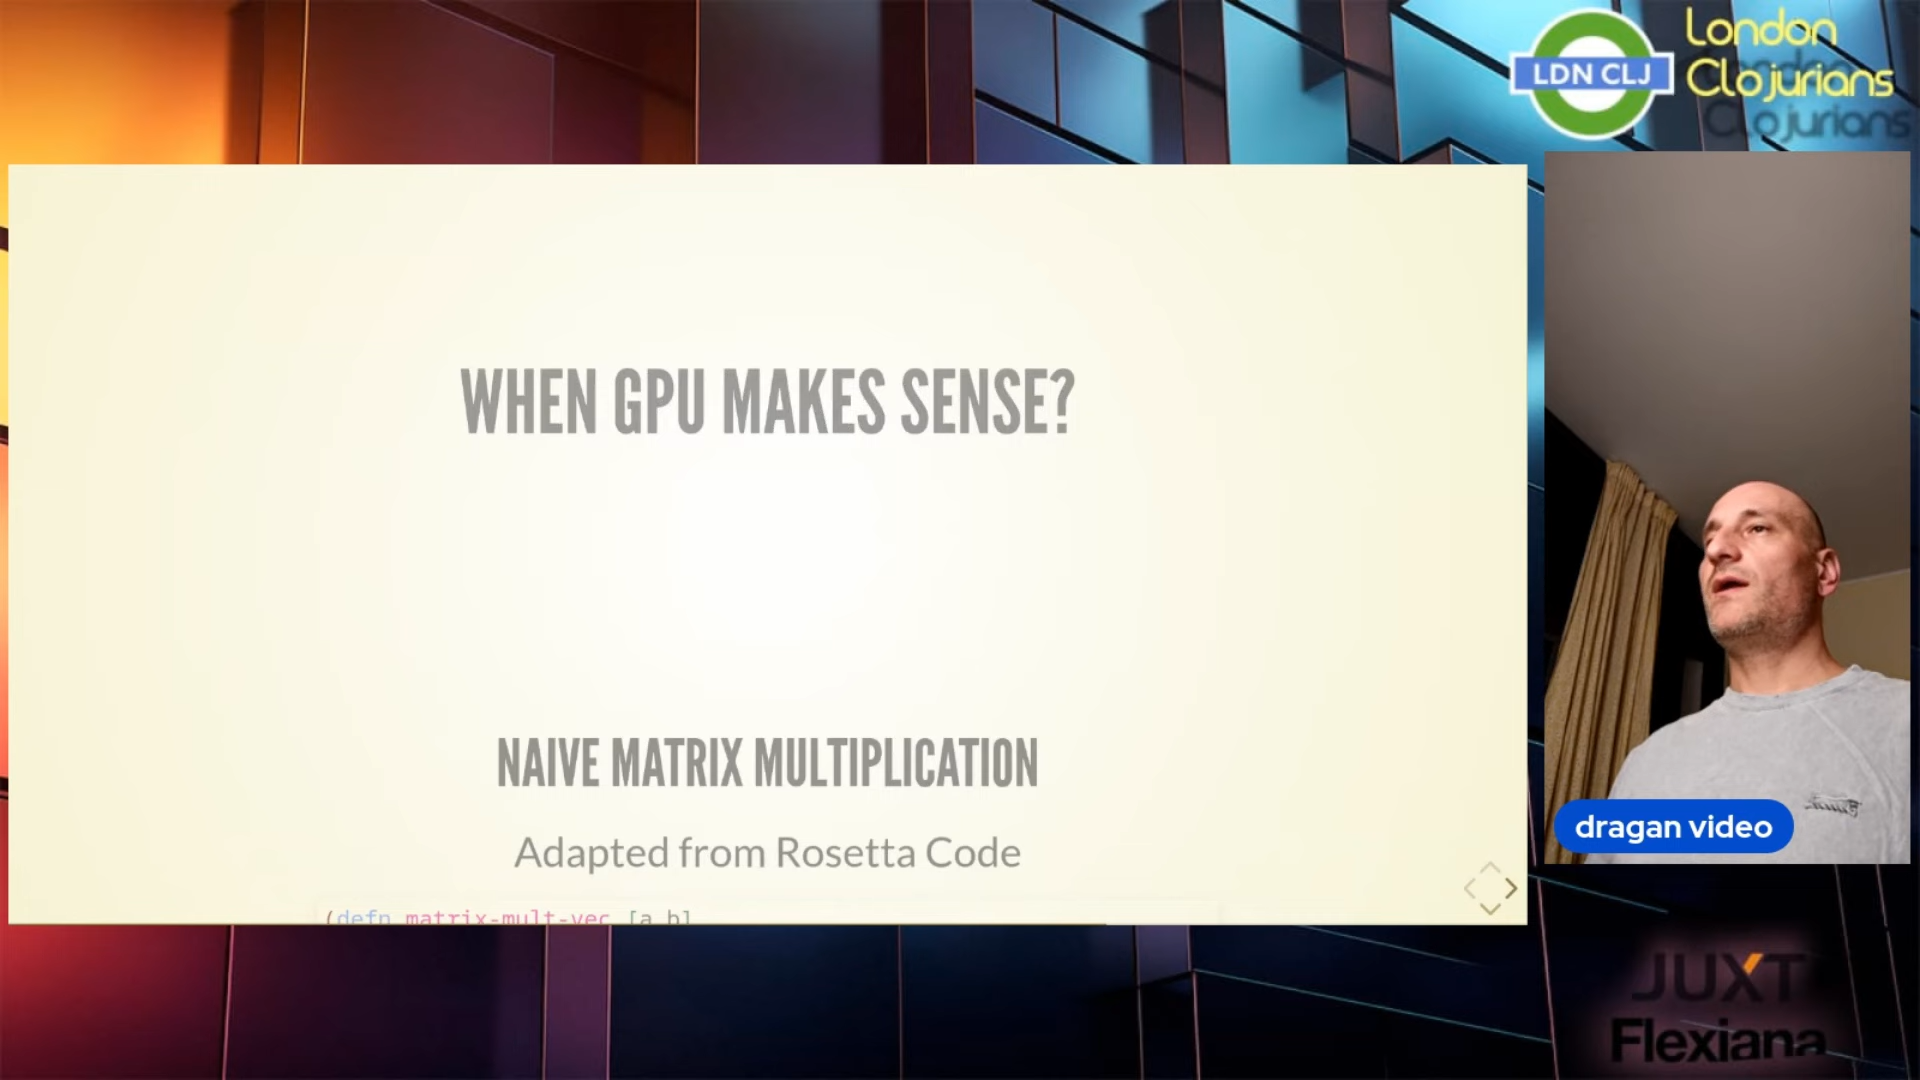 London
LDN CLJ
Clojurians
Clojurians
WHEN GPU MAKES SENSE?
NAIVE MATRIX MULTIPLICATION
Adapted from Rosetta Code
(defn matrix-mult-vec [a b]
dragan video
JUXT
Flexiana